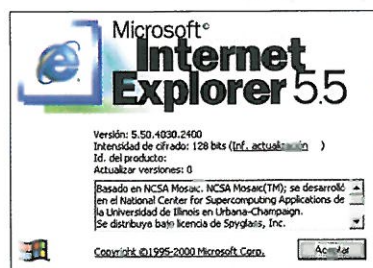 Microsoft®
Internet
Explorer 5.5
Versión: 5.50.4030.2400
Intensidad de cifrado: 128 bits (Inf. actualización )
Id. del producto:
Actualizar versiones: 0
Basado en NCSA Mosaic. NCSA Mosaic(TM); se desarrolló
en el National Center for Supercomputing Applications de
la Universidad de Illinois en Urbana-Champaign.
Se distribuye bajo licencia de Spyglass, Inc.
Copyright ©1995-2000 Microsoft Corp.
Aceptar